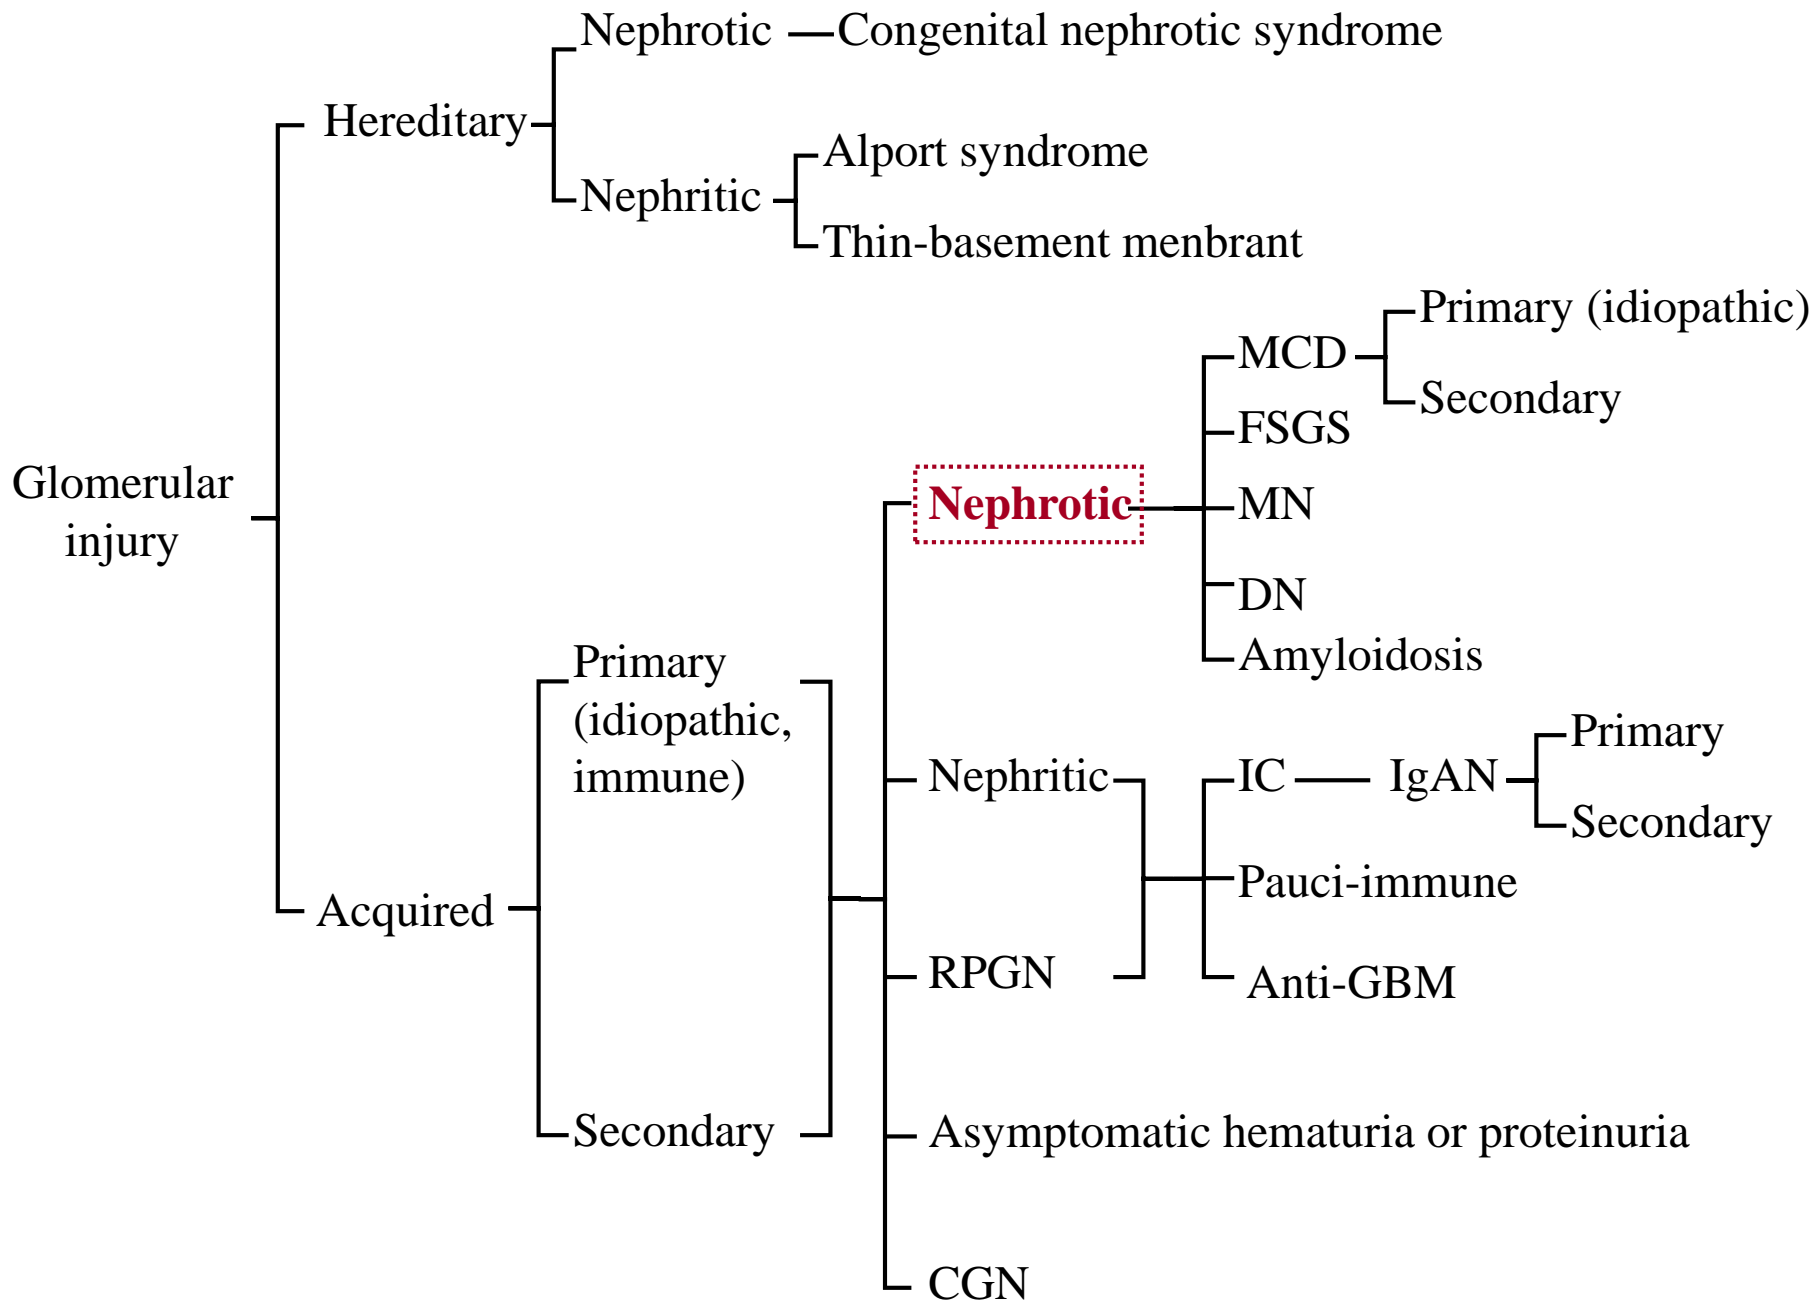 Nephrotic
Congenital nephrotic syndrome
Hereditary
Alport syndrome
Nephritic
Thin-basement menbrant
Primary (idiopathic)
MCD
Secondary
FSGS
Glomerular
injury
Nephrotic
MN
DN
Amyloidosis
Primary
(idiopathic,
immune)
Primary
Nephritic
IC
IgAN
Secondary
Pauci-immune
Acquired
RPGN
Anti-GBM
Secondary
Asymptomatic hematuria or proteinuria
CGN